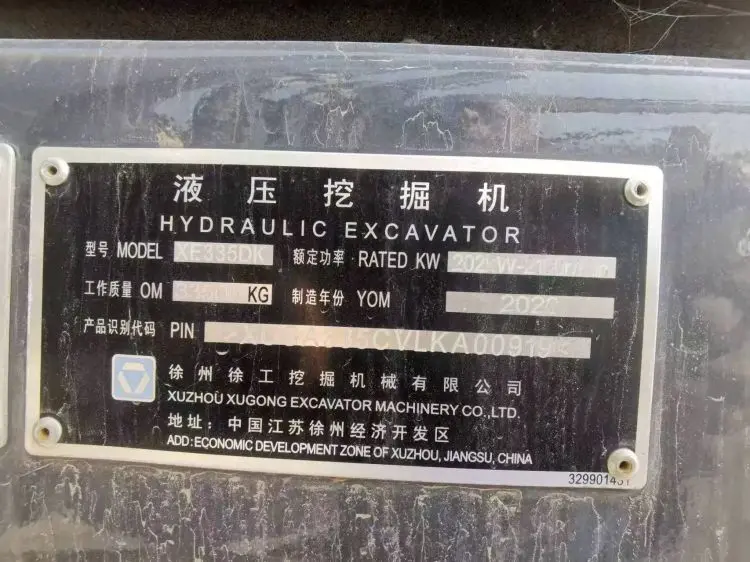 液压挖掘机
HYDRAULIC EXCAVATOR
型号 MODEL XE335DK 额定功率 RATED KW
工作质量 OM KG 制造年份 YOM
产品识别代码 PIN
徐州徐工挖掘机械有限公司
XUZHOU XUGONG EXCAVATOR MACHINERY CO.,LTD.
地址：中国江苏徐州经济开发区
ADD:ECONOMIC DEVELOPMENT ZONE OF XUZHOU, JIANGSU, CHINA